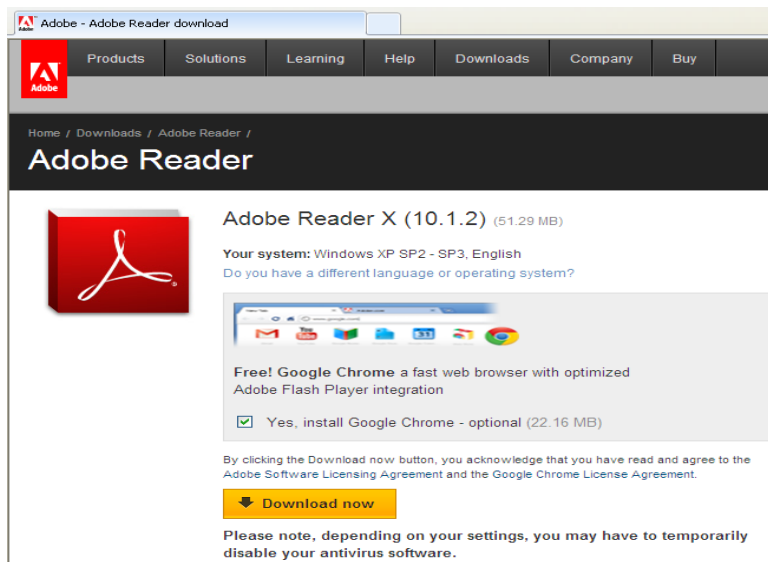 Adobe - Adobe Reader download
Adobe
Products Solutions Learning Help Downloads Company Buy
Adobe
Home / Downloads / Adobe Reader /
Adobe Reader
Adobe Reader X (10.1.2) (51.29 MB)
Your system: Windows XP SP2 - SP3, English
Do you have a different language or operating system?
You
31
Free! Google Chrome a fast web browser with optimized
Adobe Flash Player integration
Yes, install Google Chrome - optional (22.16 MB)
By clicking the Download now button, you acknowledge that you have read and agree to the
Adobe Software Licensing Agreement and the Google Chrome License Agreement.
Download now
Please note, depending on your settings, you may have to temporarily
disable your antivirus software.